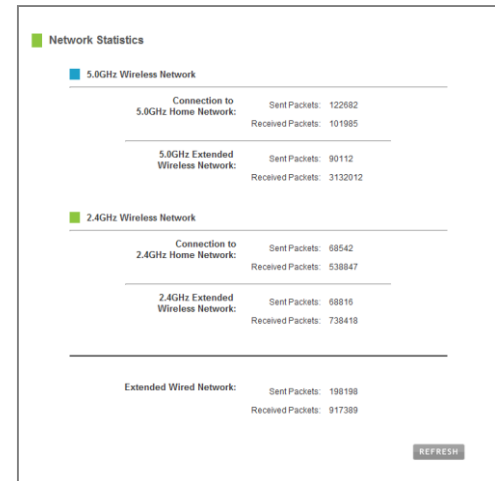 Network Statistics
5.0GHz Wireless Network
Connection to
5.0GHz Home Network:
Sent Packets: 122682
Received Packets: 101985
5.0GHz Extended
Wireless Network:
Sent Packets: 90112
Received Packets: 3132012
2.4GHz Wireless Network
Connection to
2.4GHz Home Network:
Sent Packets: 68542
Received Packets: 538847
2.4GHz Extended
Wireless Network:
Sent Packets: 68816
Received Packets: 738418
Extended Wired Network:
Sent Packets: 198198
Received Packets: 917389
REFRESH